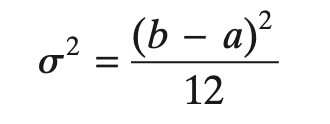 σ² = (b − a)² / 12